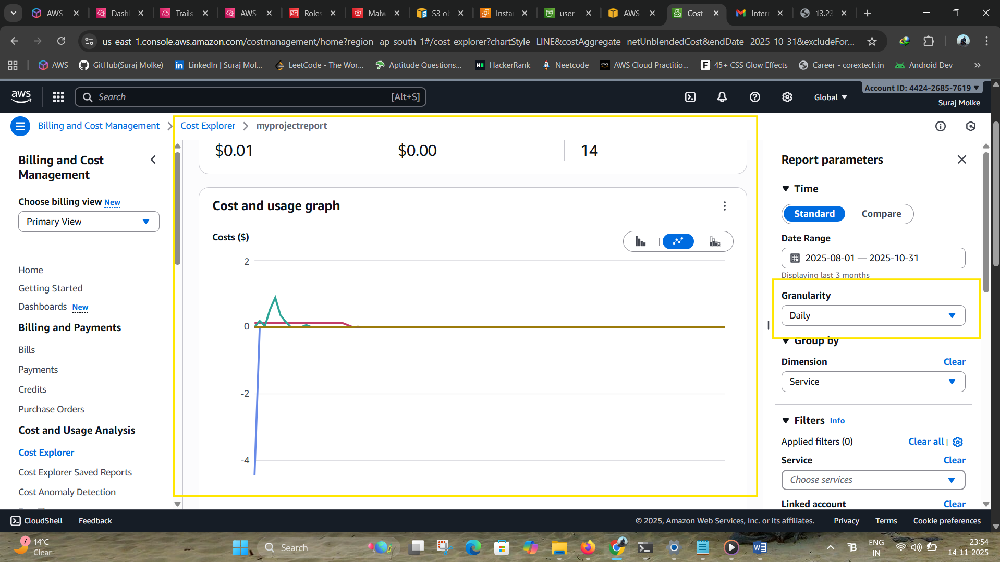 AWS
Dash
Trails
AWS
Roles
Malw
S3 ob
Insta
user-
AWS
Cost
Inter
13.23
us-east-1.console.aws.amazon.com/costmanagement/home?region=ap-south-1#/cost-explorer?chartStyle=LINE&costAggregate=netUnblendedCost&endDate=2025-10-31&excludeFor...
AWS
GitHub(Suraj Molke)
LinkedIn | Suraj Mol...
LeetCode - The Wor...
Aptitude Questions...
HackerRank
Neetcode
AWS Cloud Practitio...
45+ CSS Glow Effects
Career - corextech.in
Android Dev
aws
Search
[Alt+S]
Global
Account ID: 4424-2685-7619
Suraj Molke
Billing and Cost Management
Cost Explorer
myprojectreport
Billing and Cost
Management
Choose billing view New
Primary View
Home
Getting Started
Dashboards New
Billing and Payments
Bills
Payments
Credits
Purchase Orders
Cost and Usage Analysis
Cost Explorer
Cost Explorer Saved Reports
Cost Anomaly Detection
$0.01
$0.00
14
Cost and usage graph
Costs ($)
2
0
-2
-4
Report parameters
Time
Standard
Compare
Date Range
2025-08-01 — 2025-10-31
Displaying last 3 months
Granularity
Daily
Group by
Dimension
Clear
Service
Filters Info
Applied filters (0)
Clear all
Service
Clear
Choose services
Linked account
Clear
CloudShell
Feedback
© 2025, Amazon Web Services, Inc. or its affiliates.
Privacy
Terms
Cookie preferences
7
14°C
Clear
Search
ENG
IN
23:54
14-11-2025